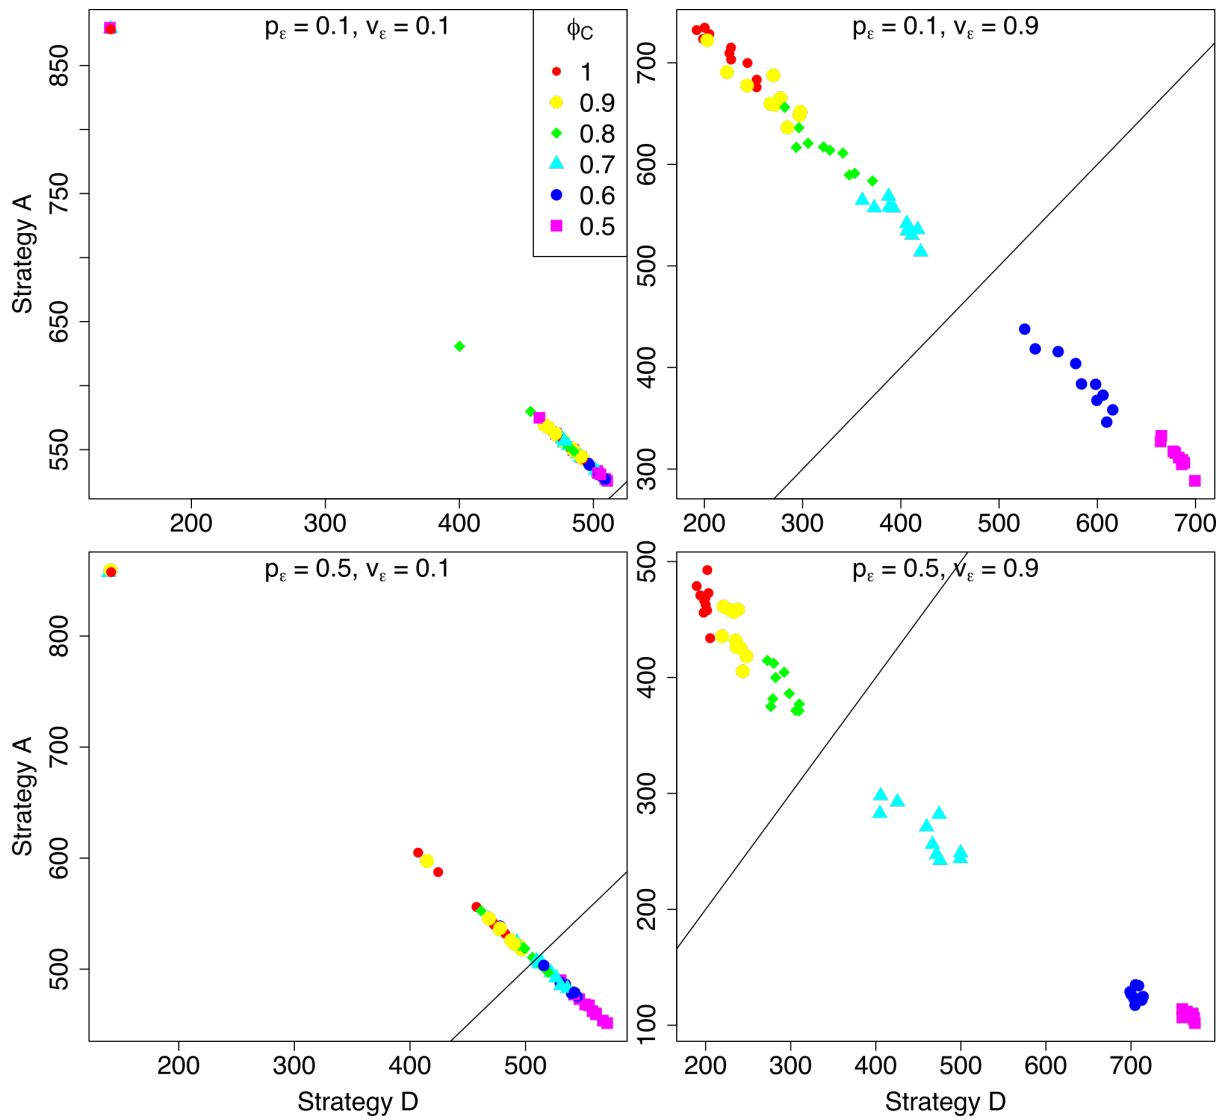 pε = 0.1, vε = 0.1
ϕC
1
0.9
0.8
0.7
0.6
0.5
Strategy A
550
650
750
850
200 300 400 500
pε = 0.1, vε = 0.9
300
400
500
600
700
200 300 400 500 600 700
pε = 0.5, vε = 0.1
Strategy A
500
600
700
800
200 300 400 500
Strategy D
pε = 0.5, vε = 0.9
100
200
300
400
500
200 300 400 500 600 700
Strategy D